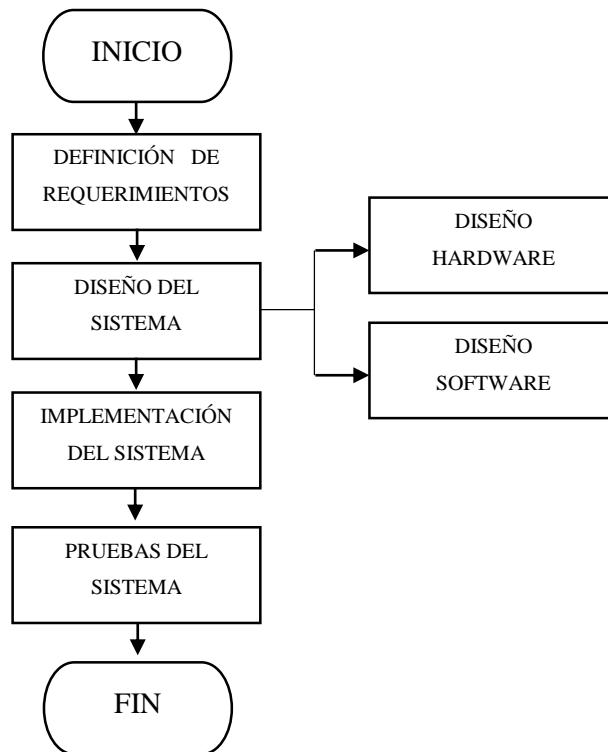 INICIO
DEFINICIÓN DE
REQUERIMIENTOS
DISEÑO DEL
SISTEMA
DISEÑO
HARDWARE
DISEÑO
SOFTWARE
IMPLEMENTACIÓN
DEL SISTEMA
PRUEBAS DEL
SISTEMA
FIN